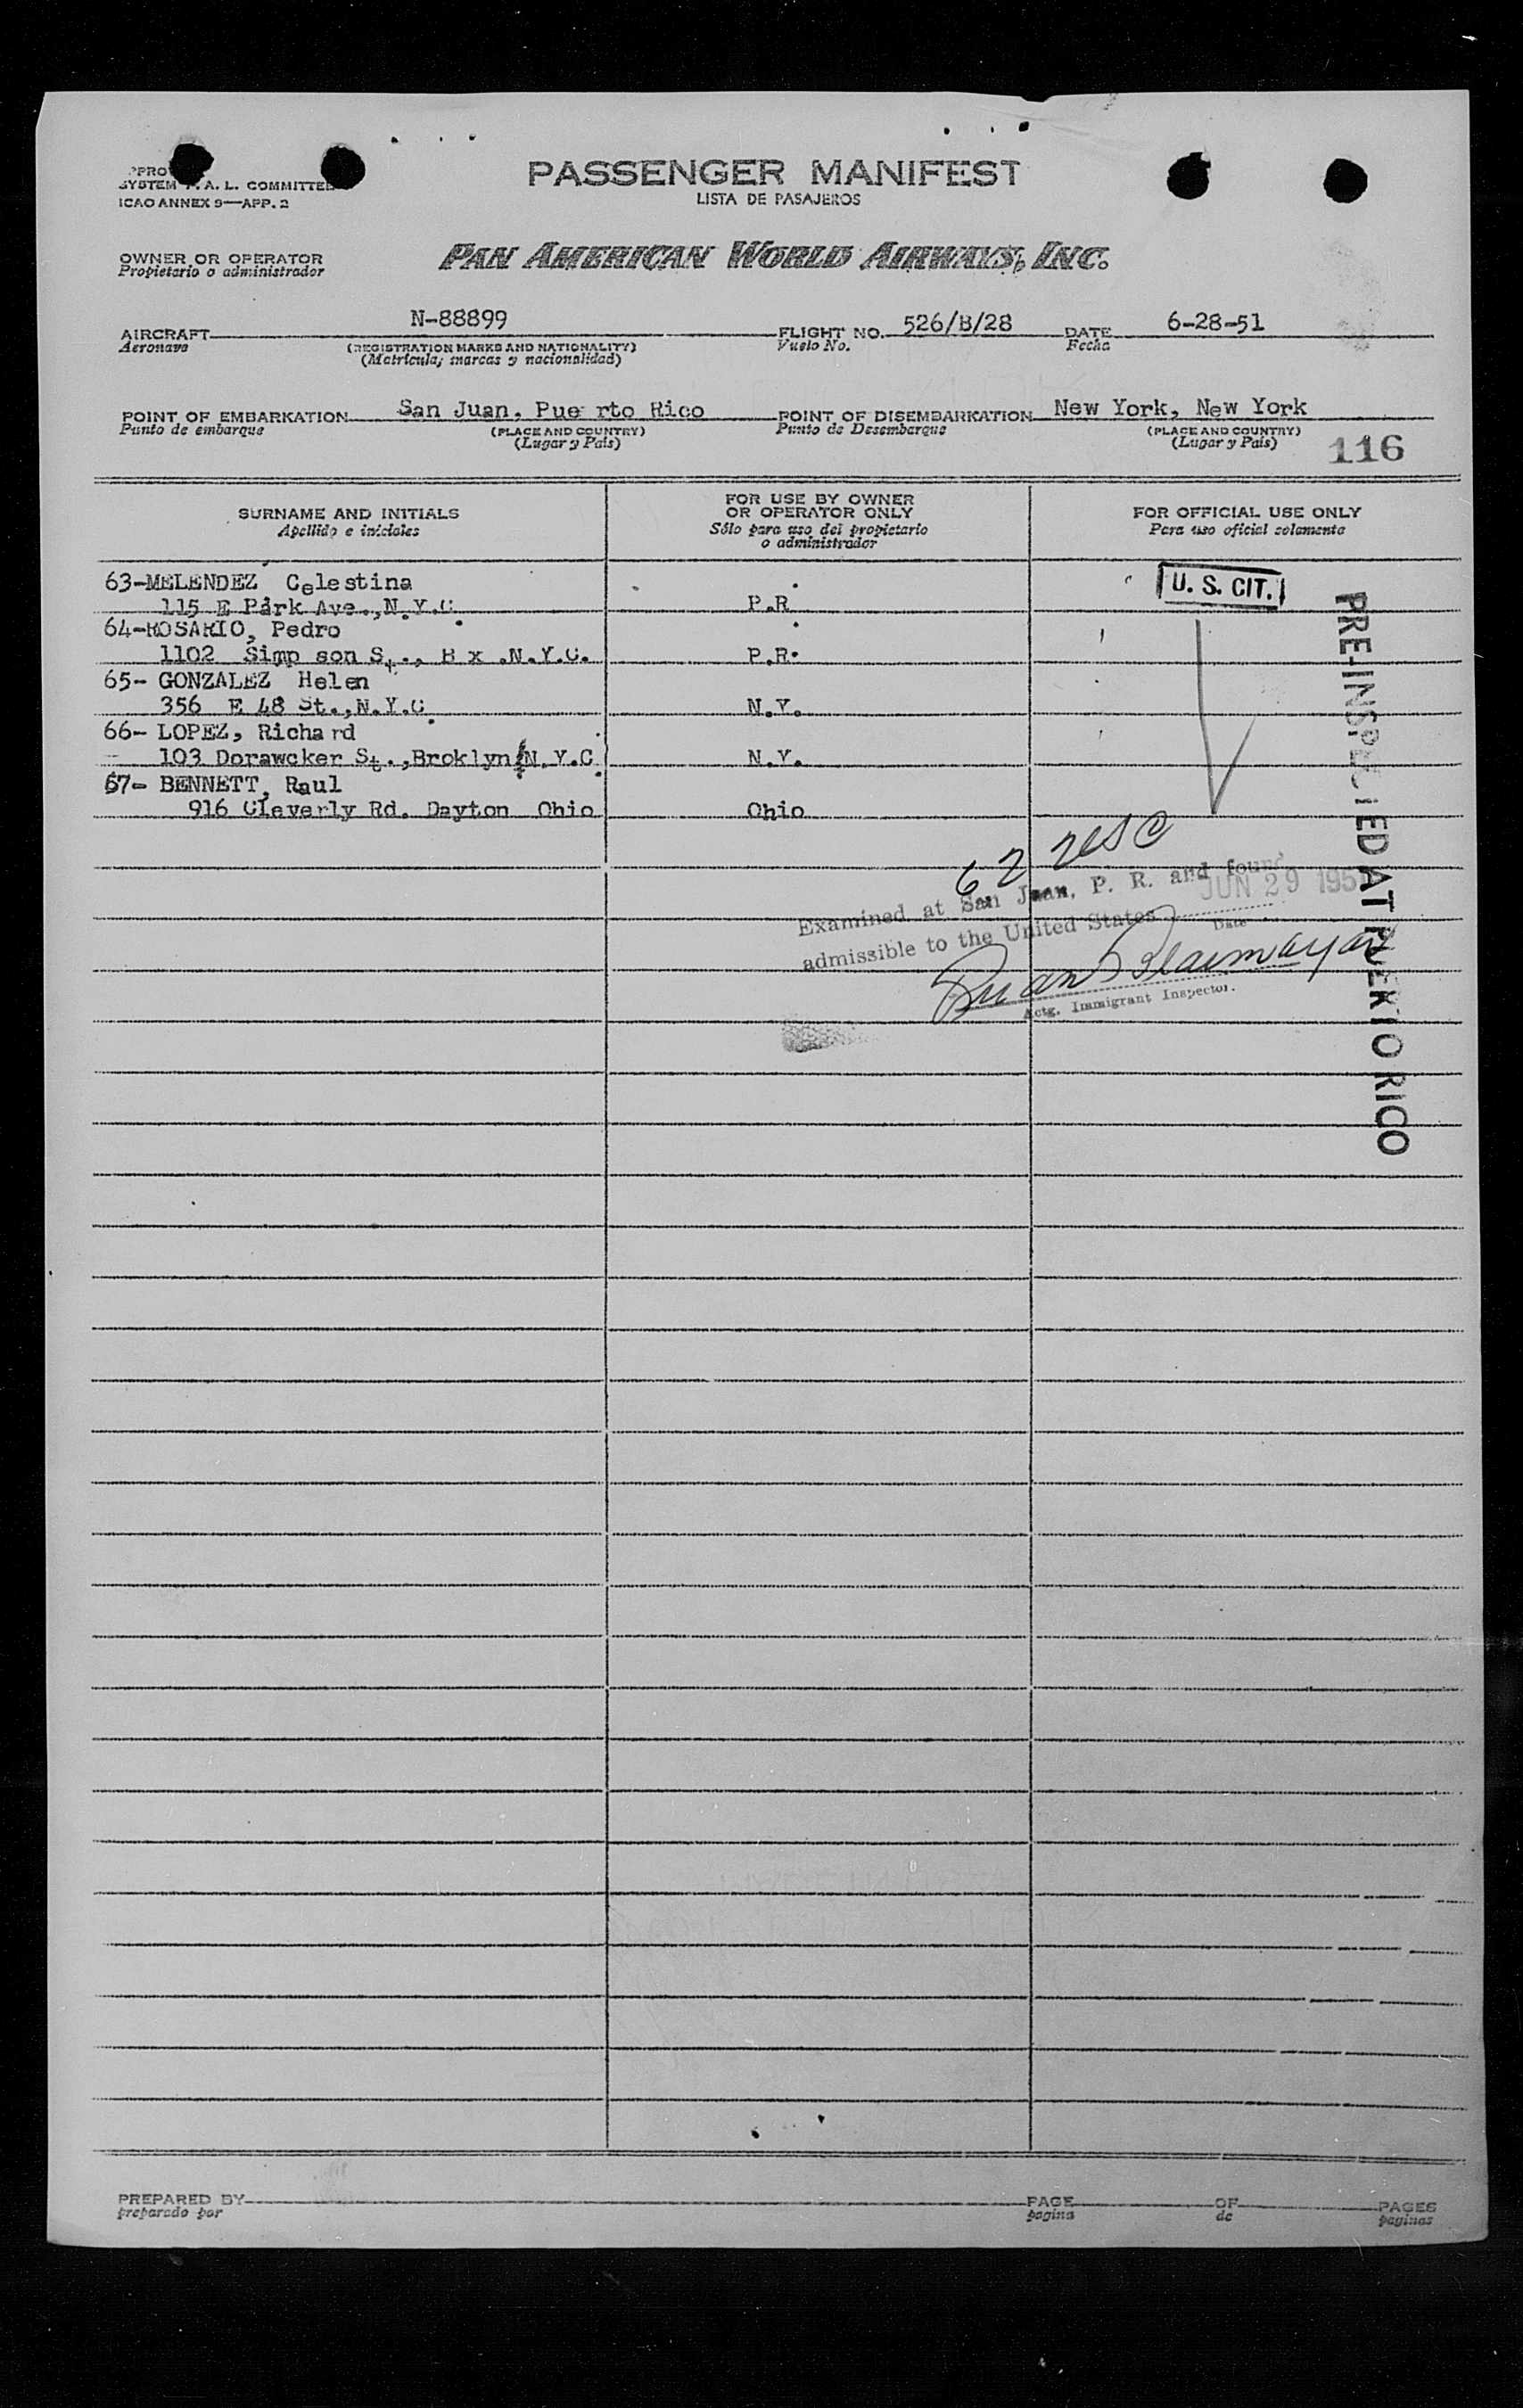 SYSTEM F. A. L. COMMITTEE
ICAO ANNEX 9—APP. 2
PASSENGER MANIFEST
LISTA DE PASAJEROS
OWNER OR OPERATOR
Propietario o administrador
PAN AMERICAN WORLD AIRWAYS, INC.
AIRCRAFT N-88899 FLIGHT NO. 526/B/28 DATE 6-28-51
Aeronave (REGISTRATION MARKS AND NATIONALITY) Vuelo No. Fecha
(Matricula; marcas y nacionalidad)
POINT OF EMBARKATION San Juan, Pue rto Rico POINT OF DISEMBARKATION New York, New York
Punto de embarque (PLACE AND COUNTRY) Punto de Desembarque (PLACE AND COUNTRY)
(Lugar y País) (Lugar y País) 116
SURNAME AND INITIALS
Apellido e iniciales
FOR USE BY OWNER
OR OPERATOR ONLY
Sólo para uso del propietario
o administrador
FOR OFFICIAL USE ONLY
Para uso oficial solamente
63-MELENDEZ Celestina U. S. CIT.
115 E Park Ave.,N.Y.C P.R
64-ROSARIO, Pedro
1102 Simp son St., B x .N.Y.C. P.R.
65- GONZALEZ Helen
356 E 48 St.,N.Y.C N.Y.
66- LOPEZ, Richa rd
103 Dorawcker St.,Broklyn N.Y.C N.Y.
67- BENNETT, Raul
916 Cleverly Rd. Dayton Ohio Ohio
PRE-INSPECTED AT PUERTO RICO
62
Examined at San Juan, P. R. and found JUN 29 195
admissible to the United States Date
Actg. Immigrant Inspector.
PREPARED BY PAGE OF PAGES
preparado por pagina de paginas